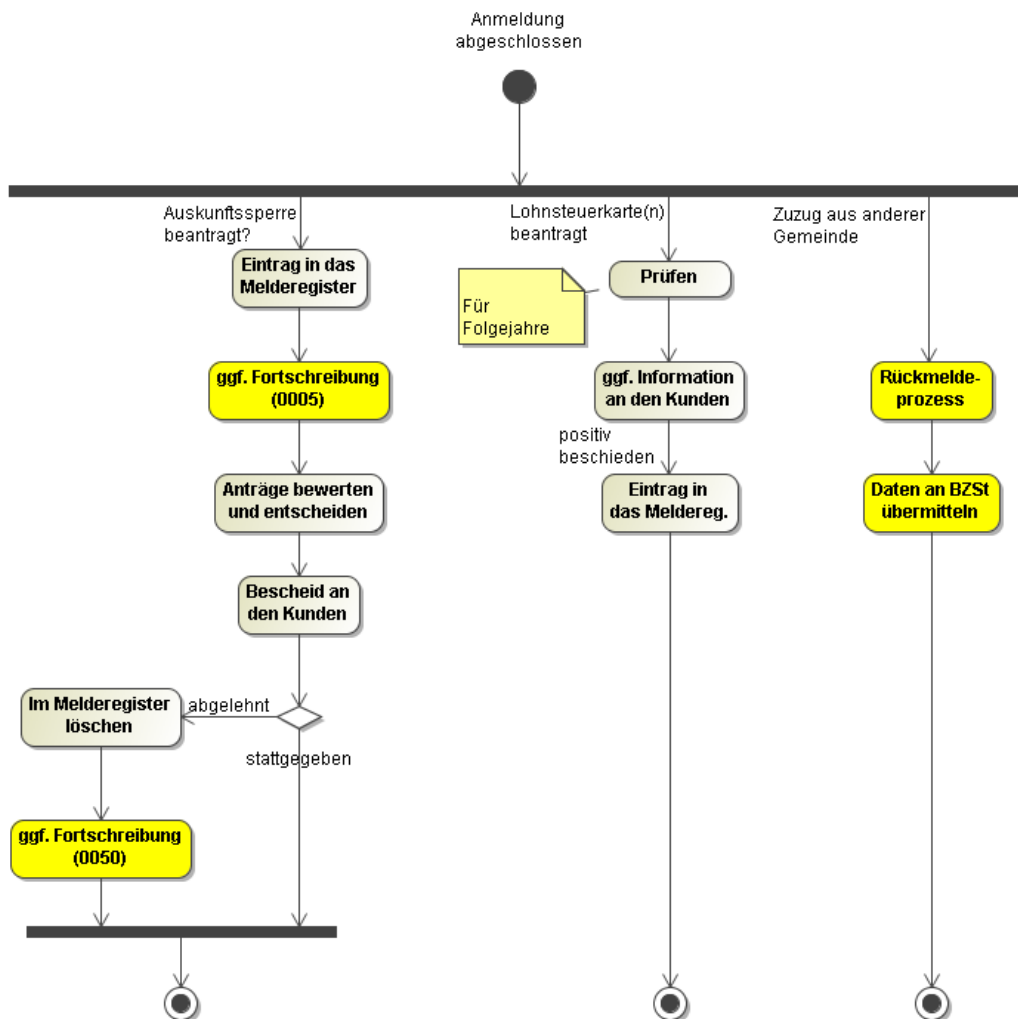 Anmeldung
abgeschlossen
Auskunftssperre
beantragt?
Eintrag in das
Melderegister
ggf. Fortschreibung
(0005)
Anträge bewerten
und entscheiden
Bescheid an
den Kunden
abgelehnt
Im Melderegister
löschen
stattgegeben
ggf. Fortschreibung
(0050)
Lohnsteuerkarte(n)
beantragt
Prüfen
Für
Folgejahre
ggf. Information
an den Kunden
positiv
beschieden
Eintrag in
das Meldereg.
Zuzug aus anderer
Gemeinde
Rückmelde-
prozess
Daten an BZSt
übermitteln